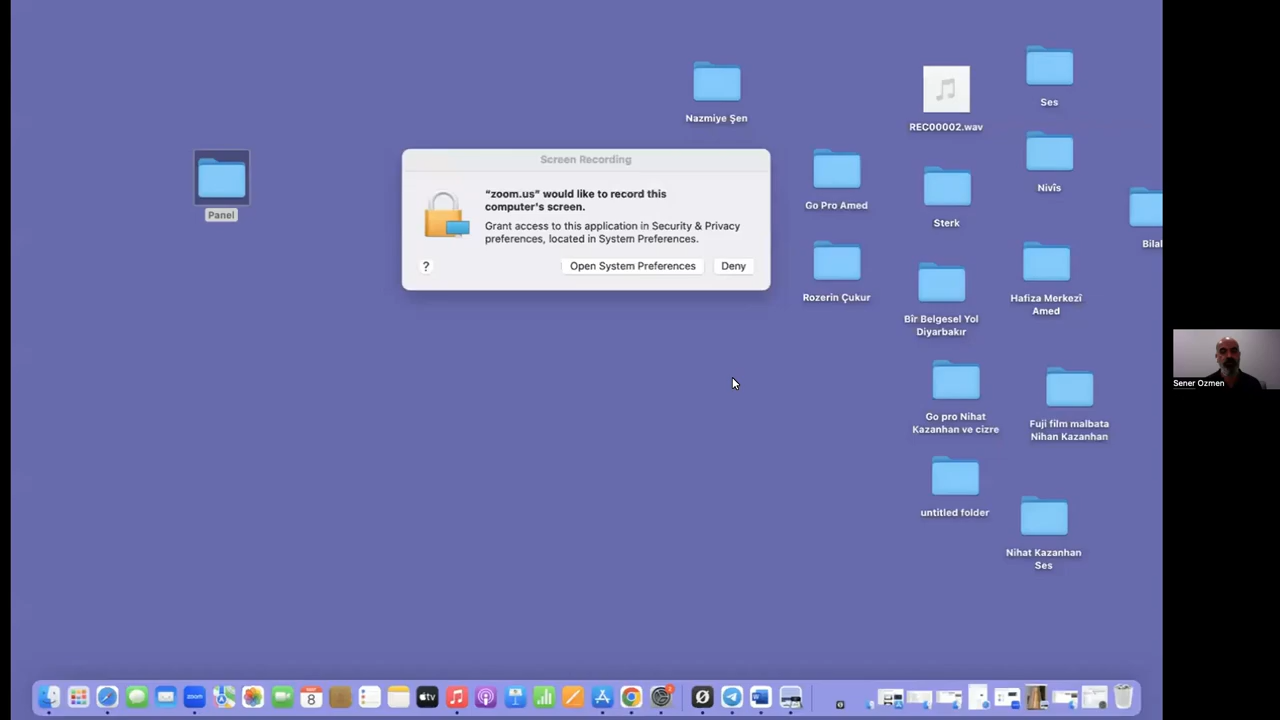 Screen Recording
“zoom.us” would like to record this
computer's screen.
Grant access to this application in Security & Privacy
preferences, located in System Preferences.
?
Open System Preferences
Deny
Panel
Nazmiye Şen
REC00002.wav
Ses
Go Pro Amed
Sterk
Nivîs
Bilal
Rozerin Çukur
Bîr Belgesel Yol
Diyarbakır
Hafiza Merkezî
Amed
Go pro Nihat
Kazanhan ve cizre
Fuji film malbata
Nihan Kazanhan
untitled folder
Nihat Kazanhan
Ses
Sener Ozmen
zoom
8
tv